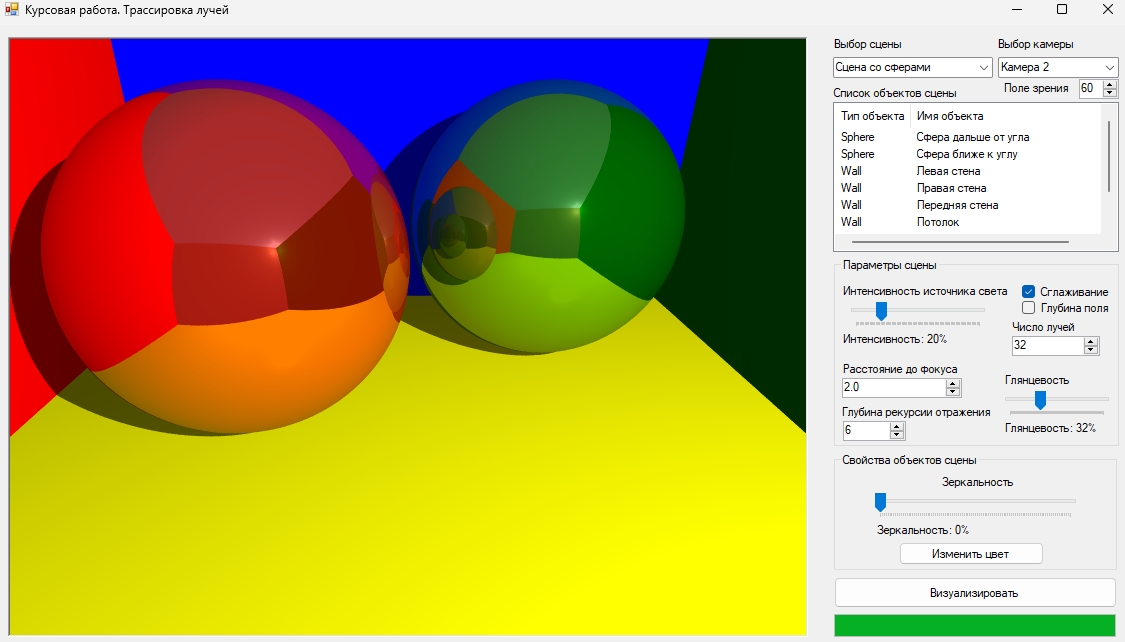 Курсовая работа. Трассировка лучей
Выбор сцены
Выбор камеры
Сцена со сферами
Камера 2
Поле зрения 60
Список объектов сцены
Тип объекта Имя объекта
Sphere Сфера дальше от угла
Sphere Сфера ближе к углу
Wall Левая стена
Wall Правая стена
Wall Передняя стена
Wall Потолок
Параметры сцены
Интенсивность источника света
Сглаживание
Глубина поля
Число лучей
32
Интенсивность: 20%
Расстояние до фокуса
2.0
Глянцевость
Глубина рекурсии отражения
6
Глянцевость: 32%
Свойства объектов сцены
Зеркальность
Зеркальность: 0%
Изменить цвет
Визуализировать